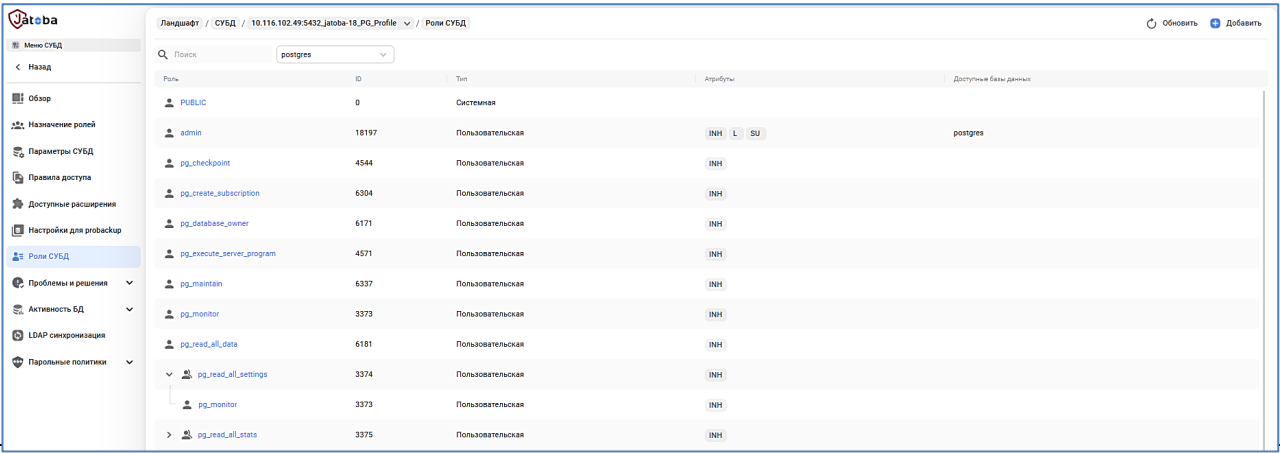 Jatoba
Ландшафт / СУБД / 10.116.102.49:5432_jatoba-18_PG_Profile / Роли СУБД
Обновить
Добавить
Меню СУБД
Назад
Обзор
Назначение ролей
Параметры СУБД
Правила доступа
Доступные расширения
Настройки для probackup
Роли СУБД
Проблемы и решения
Активность БД
LDAP синхронизация
Парольные политики
Поиск
postgres
Роль ID Тип Атрибуты Доступные базы данных
PUBLIC 0 Системная
admin 18197 Пользовательская INH L SU postgres
pg_checkpoint 4544 Пользовательская INH
pg_create_subscription 6304 Пользовательская INH
pg_database_owner 6171 Пользовательская INH
pg_execute_server_program 4571 Пользовательская INH
pg_maintain 6337 Пользовательская INH
pg_monitor 3373 Пользовательская INH
pg_read_all_data 6181 Пользовательская INH
pg_read_all_settings 3374 Пользовательская INH
pg_monitor 3373 Пользовательская INH
pg_read_all_stats 3375 Пользовательская INH